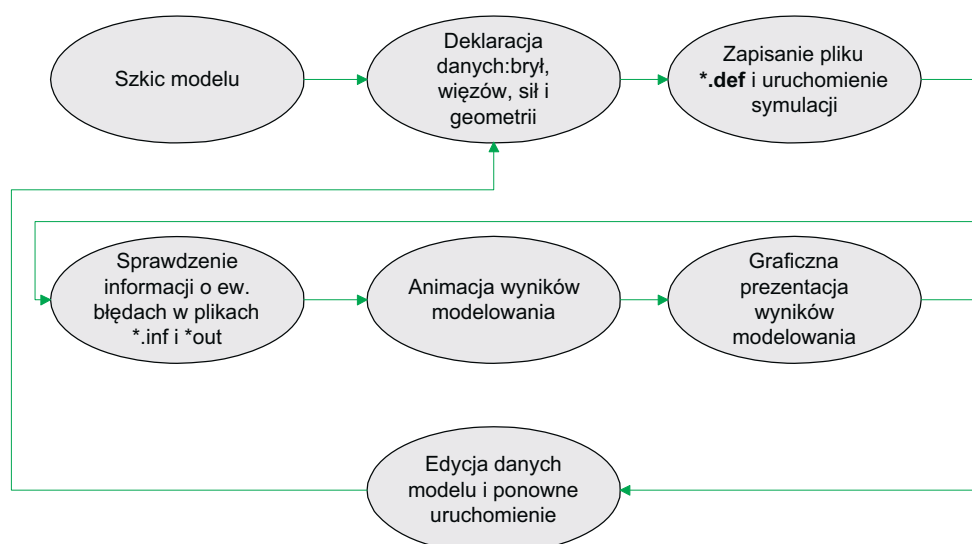 Szkic modelu
Deklaracja
danych:brył,
więzów, sił i
geometrii
Zapisanie pliku
*.def i uruchomienie
symulacji
Sprawdzenie
informacji o ew.
błędach w plikach
*.inf i *out
Animacja wyników
modelowania
Graficzna
prezentacja
wyników
modelowania
Edycja danych
modelu i ponowne
uruchomienie